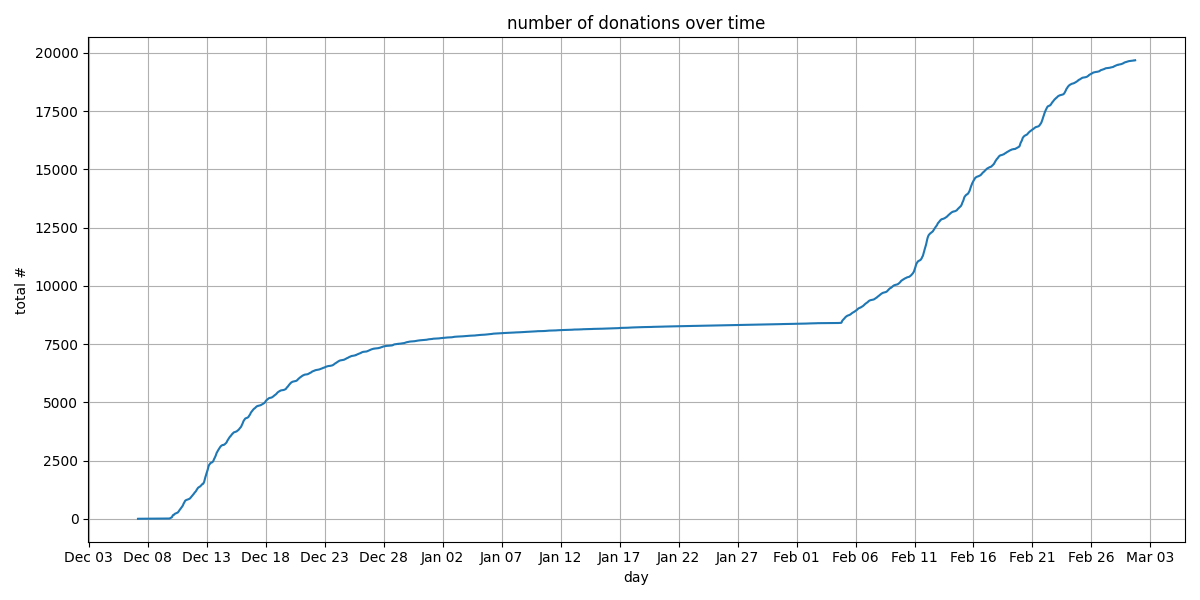 number of donations over time
total #
20000
17500
15000
12500
10000
7500
5000
2500
0
Dec 03 Dec 08 Dec 13 Dec 18 Dec 23 Dec 28 Jan 02 Jan 07 Jan 12 Jan 17 Jan 22 Jan 27 Feb 01 Feb 06 Feb 11 Feb 16 Feb 21 Feb 26 Mar 03
day